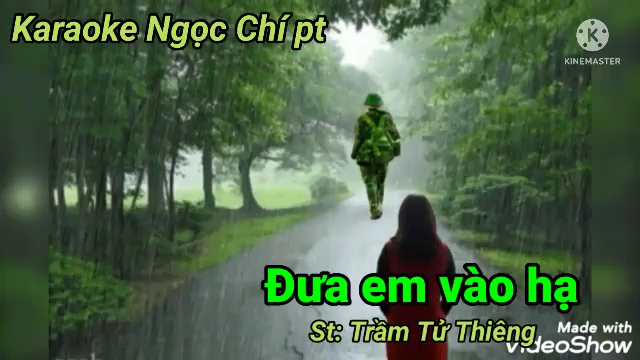 Karaoke Ngọc Chí pt
KINEMASTER
Đưa em vào hạ
St: Trầm Tử Thiêng
Made with
VideoShow